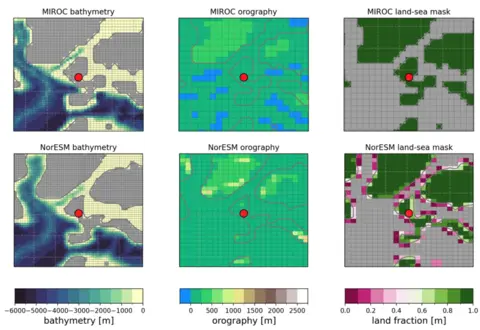 MIROC bathymetry MIROC orography MIROC land-sea mask
NorESM bathymetry NorESM orography NorESM land-sea mask
−6000−5000−4000−3000−2000−1000 0 0 500 1000 1500 2000 2500 0.0 0.2 0.4 0.6 0.8 1.0
bathymetry [m] orography [m] land fraction [m]